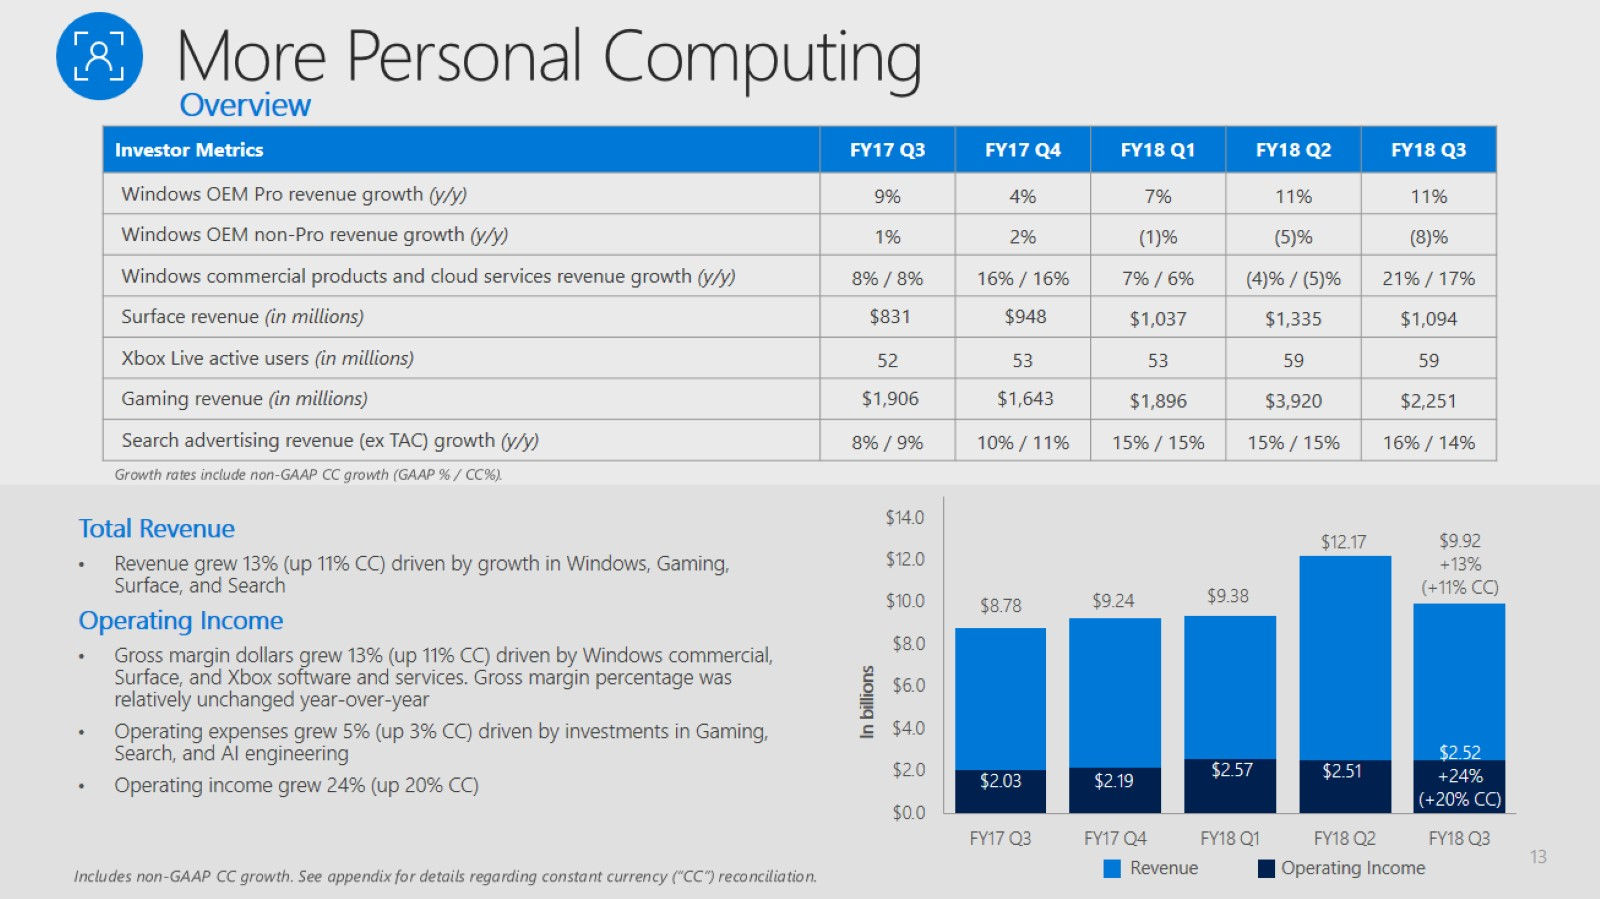 More Personal Computing
Overview
Investor Metrics FY17 Q3 FY17 Q4 FY18 Q1 FY18 Q2 FY18 Q3
Windows OEM Pro revenue growth (y/y) 9% 4% 7% 11% 11%
Windows OEM non-Pro revenue growth (y/y) 1% 2% (1)% (5)% (8)%
Windows commercial products and cloud services revenue growth (y/y) 8% / 8% 16% / 16% 7% / 6% (4)% / (5)% 21% / 17%
Surface revenue (in millions) $831 $948 $1,037 $1,335 $1,094
Xbox Live active users (in millions) 52 53 53 59 59
Gaming revenue (in millions) $1,906 $1,643 $1,896 $3,920 $2,251
Search advertising revenue (ex TAC) growth (y/y) 8% / 9% 10% / 11% 15% / 15% 15% / 15% 16% / 14%
Growth rates include non-GAAP CC growth (GAAP % / CC%).
Total Revenue
• Revenue grew 13% (up 11% CC) driven by growth in Windows, Gaming,
Surface, and Search
Operating Income
• Gross margin dollars grew 13% (up 11% CC) driven by Windows commercial,
Surface, and Xbox software and services. Gross margin percentage was
relatively unchanged year-over-year
• Operating expenses grew 5% (up 3% CC) driven by investments in Gaming,
Search, and AI engineering
• Operating income grew 24% (up 20% CC)
Includes non-GAAP CC growth. See appendix for details regarding constant currency ("CC") reconciliation.
In billions
$14.0
$12.0
$10.0
$8.0
$6.0
$4.0
$2.0
$0.0
$8.78
$9.24
$9.38
$12.17
$9.92
+13%
(+11% CC)
$2.03
$2.19
$2.57
$2.51
$2.52
+24%
(+20% CC)
FY17 Q3 FY17 Q4 FY18 Q1 FY18 Q2 FY18 Q3
Revenue Operating Income
13